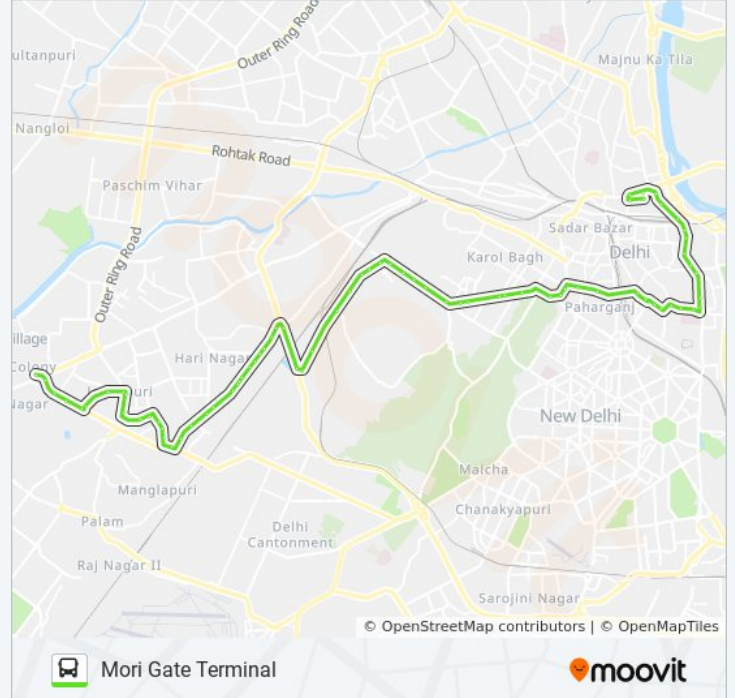 Outer Ring Road
Majnu Ka Tila
ultanpuri
Nangloi
Rohtak Road
Paschim Vihar
Sadar Bazar
Delhi
Karol Bagh
Outer Ring Road
Paharganj
illage
Hari Nagar
Colony
Nagar
New Delhi
Malcha
Manglapuri
Chanakyapuri
Palam
Delhi
Cantonment
Raj Nagar II
Sarojini Nagar
© OpenStreetMap contributors | © OpenMapTiles
Mori Gate Terminal
moovit